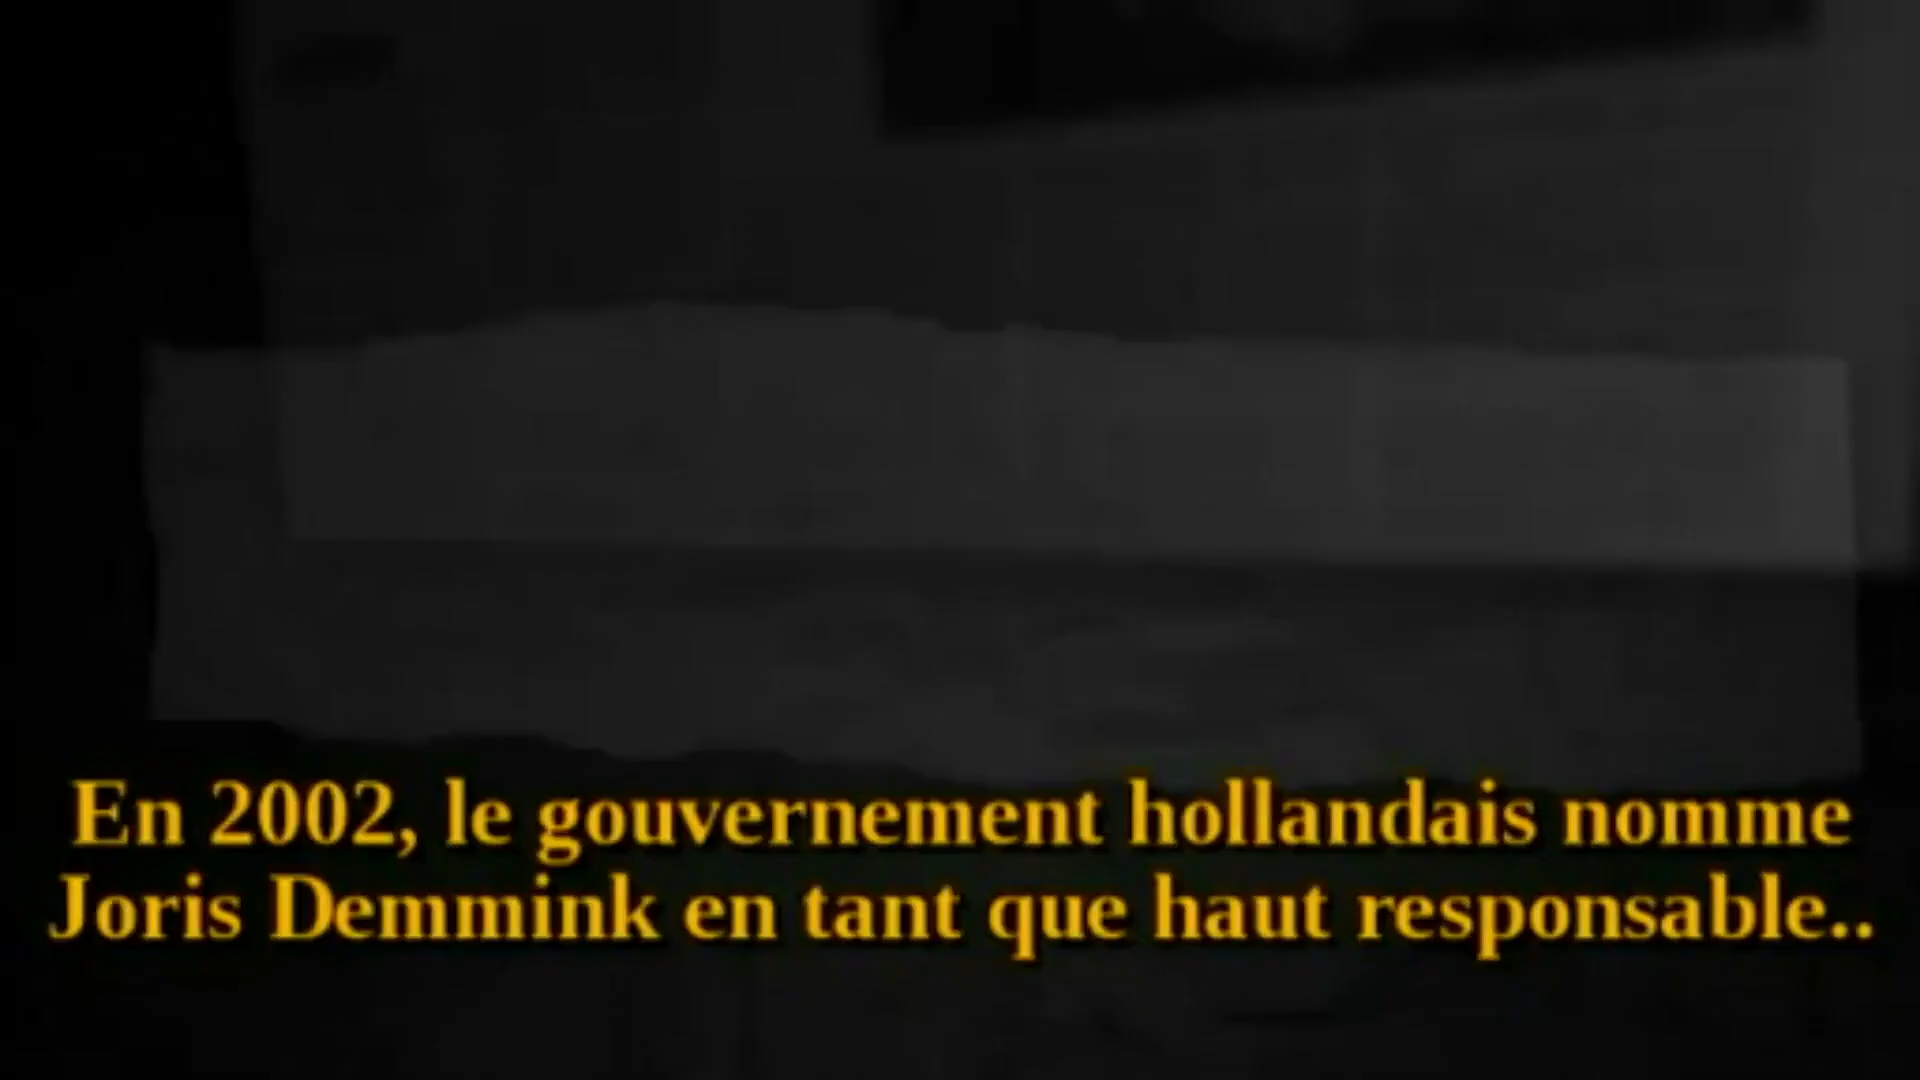 En 2002, le gouvernement hollandais nomme
Joris Demmink en tant que haut responsable..